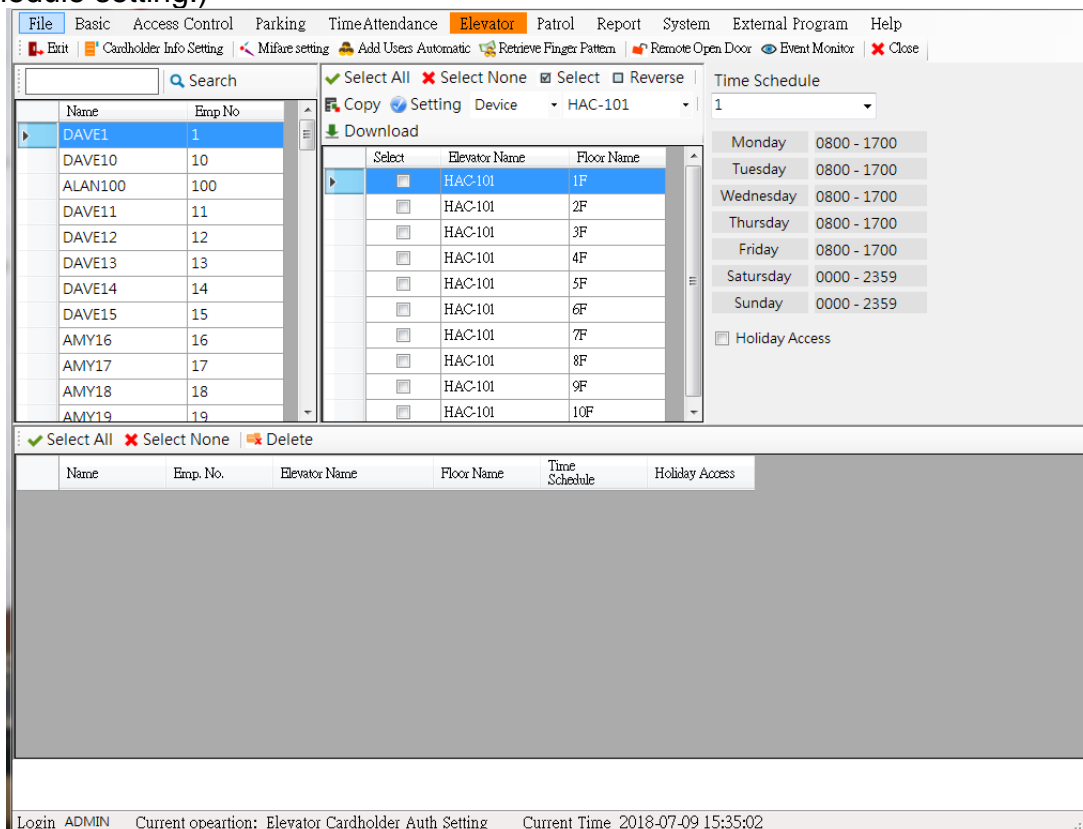 edule setting.)
File Basic Access Control Parking TimeAttendance Elevator Patrol Report System External Program Help
Exit Cardholder Info Setting Mifare setting Add Users Automatic Retrieve Finger Pattern Remote Open Door Event Monitor Close
Search
Name Emp No
DAVE1 1
DAVE10 10
ALAN100 100
DAVE11 11
DAVE12 12
DAVE13 13
DAVE14 14
DAVE15 15
AMY16 16
AMY17 17
AMY18 18
AMY19 19
Select All Select None Select Reverse
Copy Setting Device HAC-101
Download
Select Elevator Name Floor Name
HAC-101 1F
HAC-101 2F
HAC-101 3F
HAC-101 4F
HAC-101 5F
HAC-101 6F
HAC-101 7F
HAC-101 8F
HAC-101 9F
HAC-101 10F
Time Schedule
1
Monday 0800 - 1700
Tuesday 0800 - 1700
Wednesday 0800 - 1700
Thursday 0800 - 1700
Friday 0800 - 1700
Satursday 0000 - 2359
Sunday 0000 - 2359
Holiday Access
Select All Select None Delete
Name Emp. No. Elevator Name Floor Name Time Schedule Holiday Access
Login ADMIN Current opeartion: Elevator Cardholder Auth Setting Current Time 2018-07-09 15:35:02